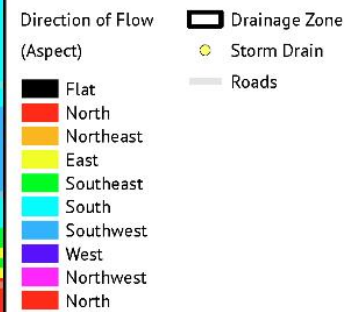 Direction of Flow
(Aspect)
Flat
North
Northeast
East
Southeast
South
Southwest
West
Northwest
North
Drainage Zone
Storm Drain
Roads